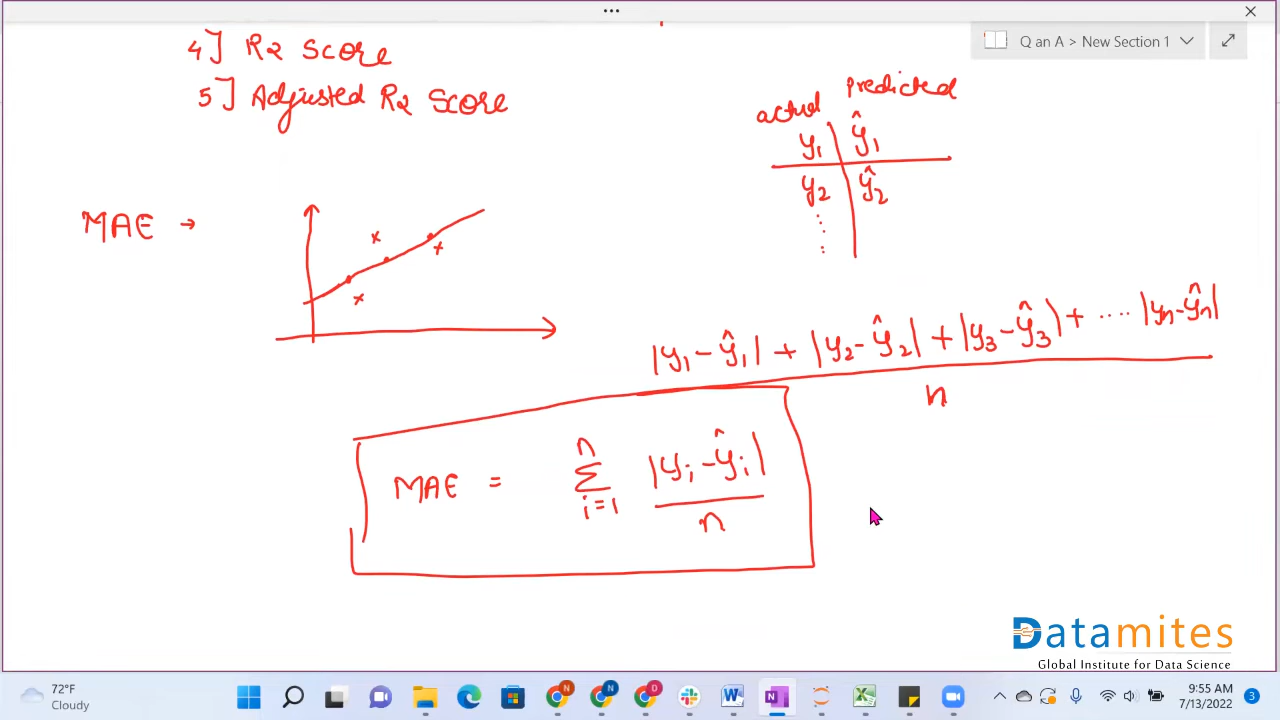 Q an A > New Section 1
4] R2 Score
5] Adjusted R2 Score
actual predicted
y1 ŷ1
y2 ŷ2
MAE →
|y1 - ŷ1| + |y2 - ŷ2| + |y3 - ŷ3| + .... |yn - ŷn|
n
n
MAE = Σ |yi - ŷi|
i=1 n
Datamites
Global Institute for Data Science
72°F
Cloudy
9:55 AM
7/13/2022
3